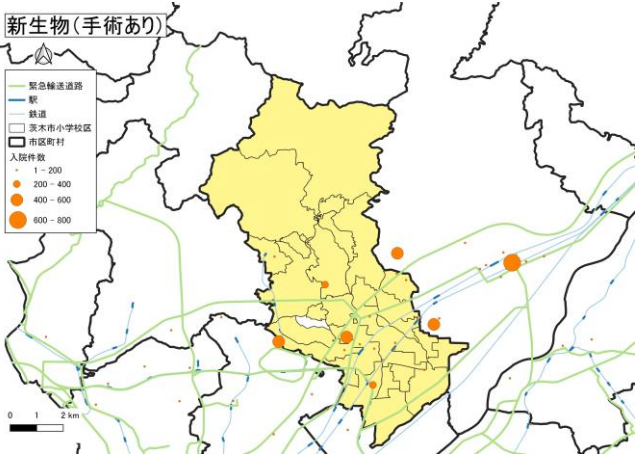 新生物(手術あり)
緊急輸送道路
駅
鉄道
茨木市小学校区
市区町村
入院件数
1 - 200
200 - 400
400 - 600
600 - 800
0 1 2 km